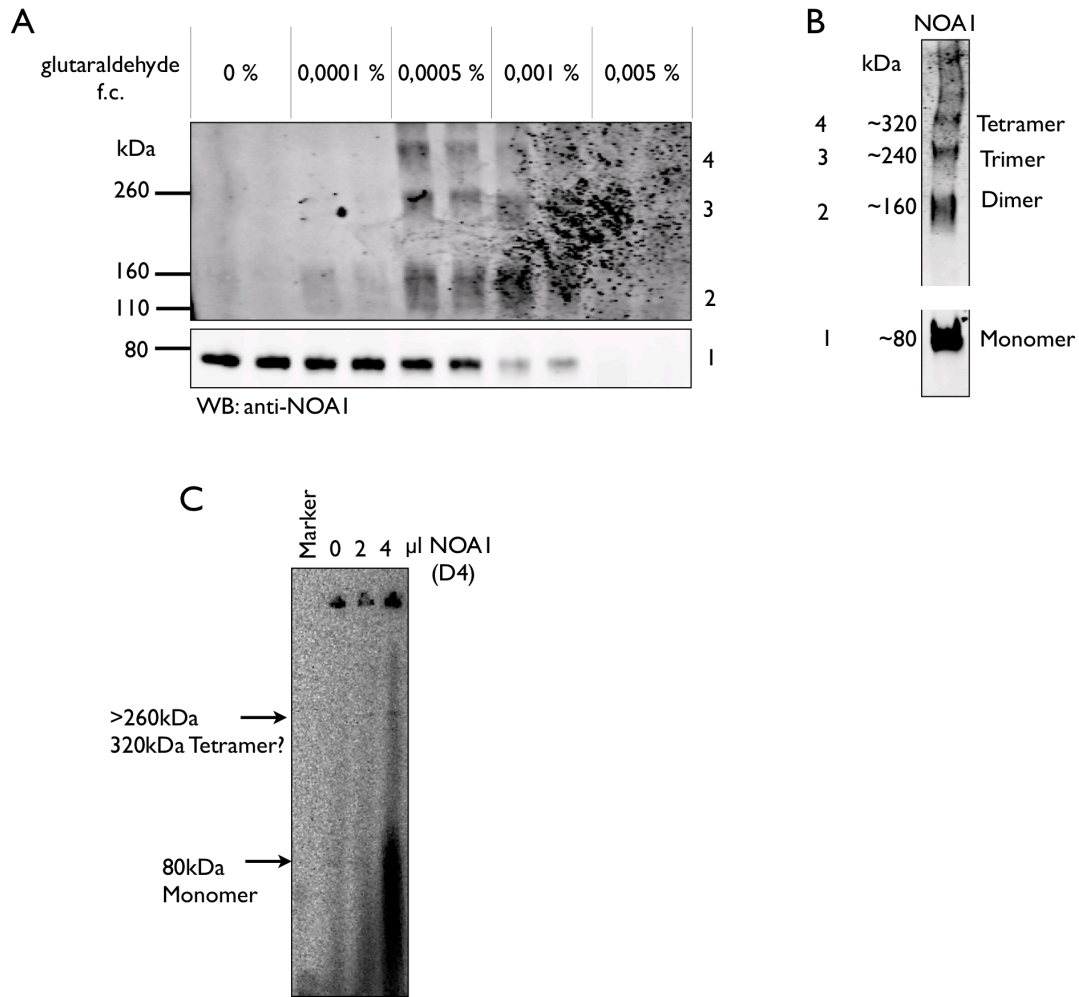 A
glutaraldehyde
f.c.
0 %
0,0001 %
0,0005 %
0,001 %
0,005 %
kDa
260
160
110
80
4
3
2
1
WB: anti-NOA1
B
NOA1
kDa
4 ~320 Tetramer
3 ~240 Trimer
2 ~160 Dimer
1 ~80 Monomer
C
Marker
0 2 4 µl NOA1
(D4)
>260kDa
320kDa Tetramer?
80kDa
Monomer